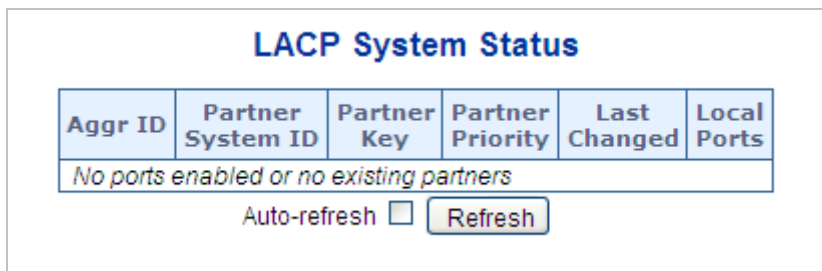 LACP System Status
Aggr ID Partner System ID Partner Key Partner Priority Last Changed Local Ports
No ports enabled or no existing partners
Auto-refresh Refresh